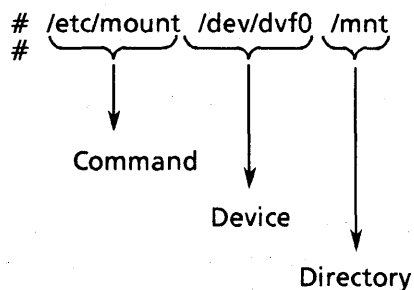 # /etc/mount /dev/dvf0 /mnt
#
Command
Device
Directory